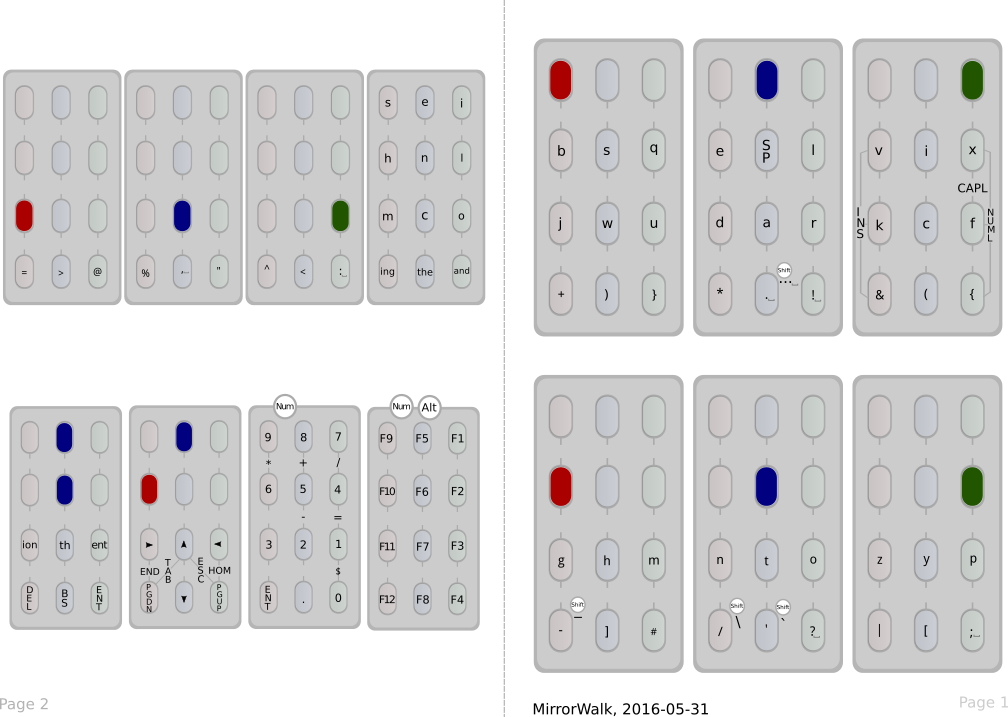 s e i
h n l
m c o
= > @ % " ^ < :_ ing the and
Num Num Alt
9 8 7 F9 F5 F1
* + /
6 5 4 F10 F6 F2
- =
ion th ent ► ▲ ◄ 3 2 1 F11 F7 F3
END TAB ESC HOM $
DEL BS ENT PGDN ▼ PGUP ENT . 0 F12 F8 F4
Page 2
b s q e SP l v i x
CAPL
j w u d a r INS k c f NUML
Shift
+ ) } * ._ ..._ !_ & ( {
g h m n t o z y p
Shift Shift Shift
- _ ] # / \ ' ` ?_ | [ ;_
MirrorWalk, 2016-05-31
Page 1